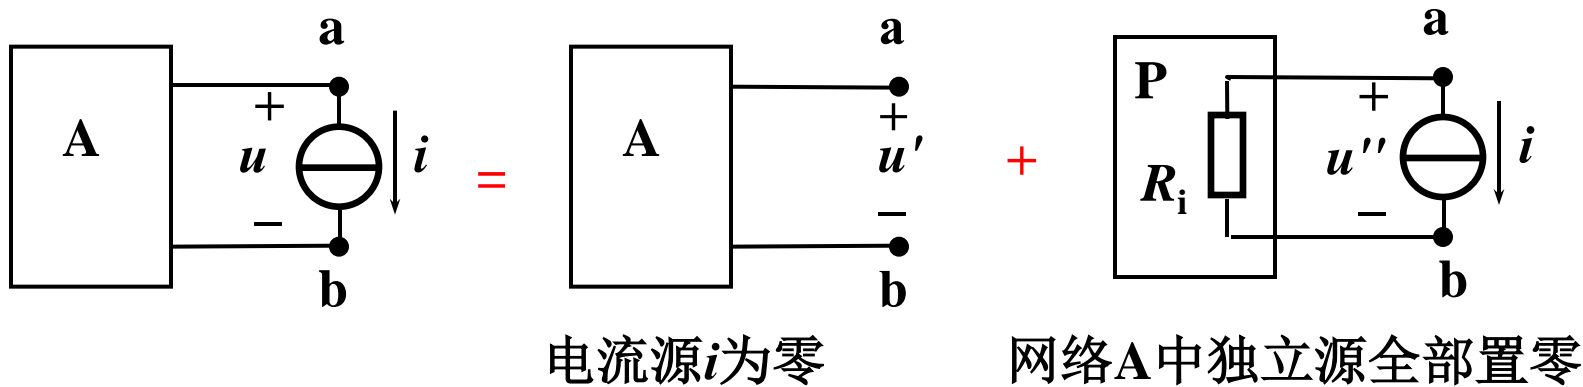 a a a
A + u − i = A + u′ − + P Rᵢ + u″ − i
b b b
电流源i为零 网络A中独立源全部置零